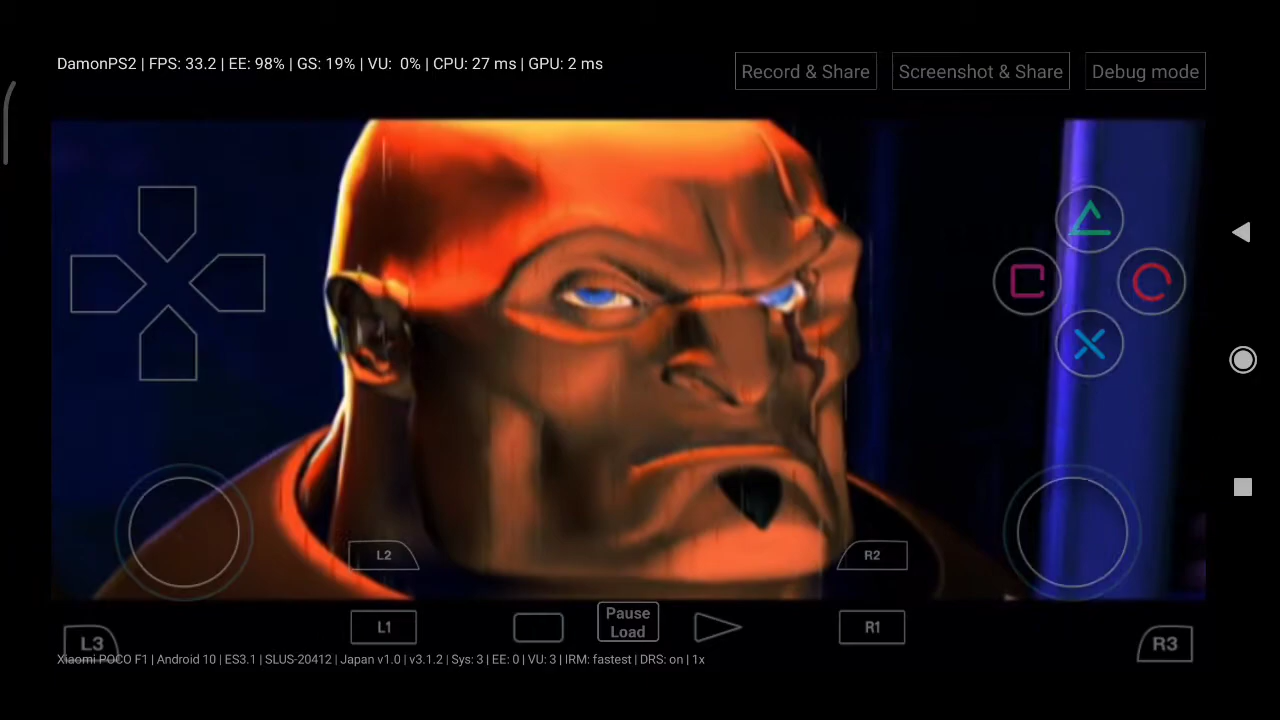 DamonPS2 | FPS: 33.2 | EE: 98% | GS: 19% | VU:  0% | CPU: 27 ms | GPU: 2 ms
Record & Share
Screenshot & Share
Debug mode
L2
R2
L1
Pause
Load
R1
L3
R3
Xiaomi POCO F1 | Android 10 | ES3.1 | SLUS-20412 | Japan v1.0 | v3.1.2 | Sys: 3 | EE: 0 | VU: 3 | IRM: fastest | DRS: on | 1x